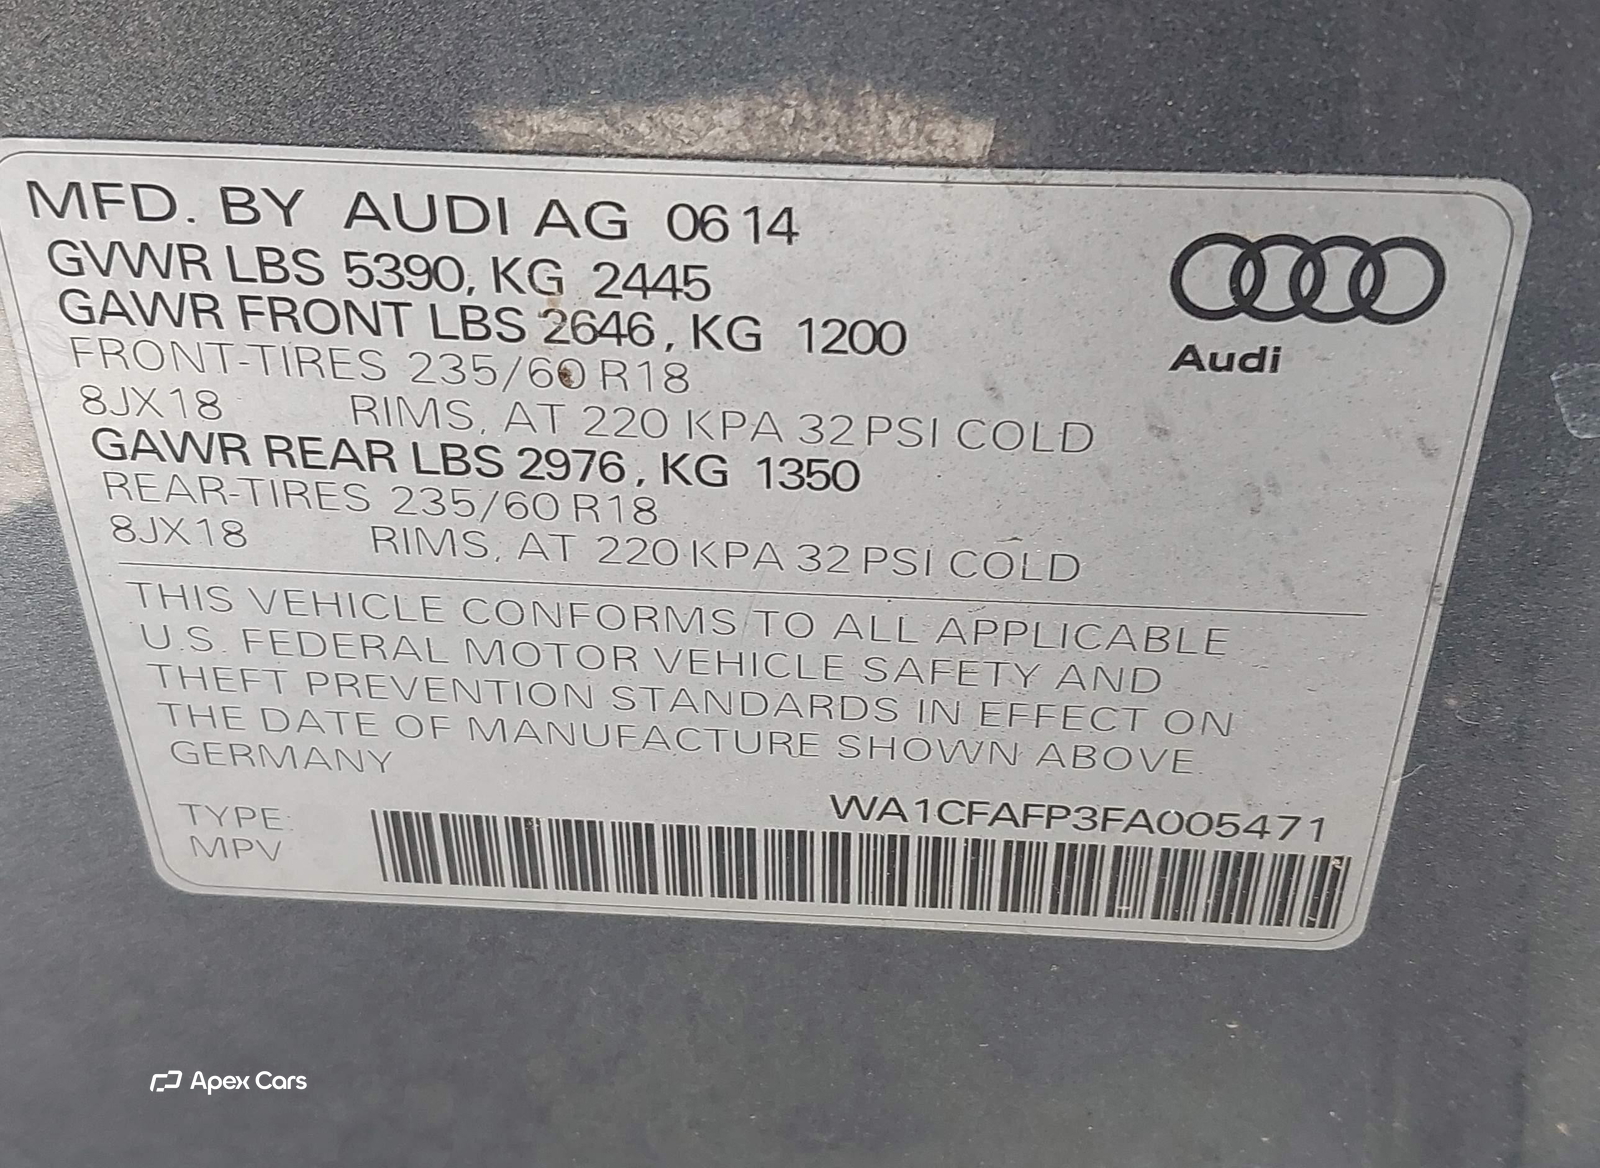 MFD. BY AUDI AG 0614
GVWR LBS 5390, KG 2445
GAWR FRONT LBS 2646, KG 1200
FRONT-TIRES 235/60 R18
8JX18 RIMS, AT 220 KPA 32 PSI COLD
GAWR REAR LBS 2976, KG 1350
REAR-TIRES 235/60 R18
8JX18 RIMS, AT 220 KPA 32 PSI COLD
Audi
THIS VEHICLE CONFORMS TO ALL APPLICABLE
U.S. FEDERAL MOTOR VEHICLE SAFETY AND
THEFT PREVENTION STANDARDS IN EFFECT ON
THE DATE OF MANUFACTURE SHOWN ABOVE.
GERMANY
WA1CFAFP3FA005471
TYPE:
MPV
Apex Cars